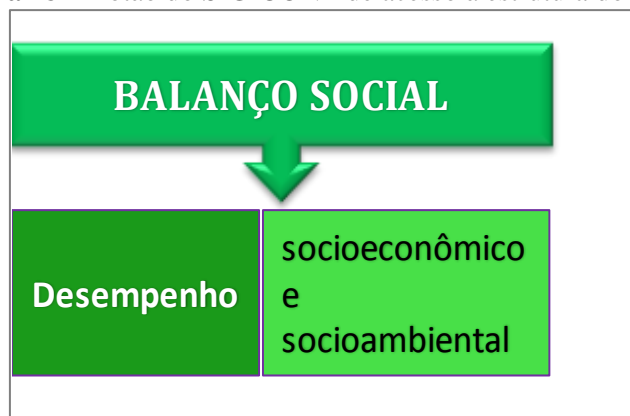 BALANÇO SOCIAL
Desempenho
socioeconômico
e
socioambiental